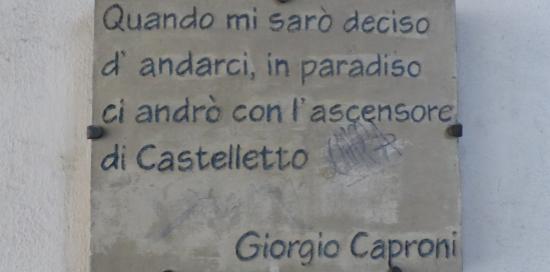 Quando mi sarò deciso
d' andarci, in paradiso
ci andrò con l'ascensore
di Castelletto
Giorgio Caproni